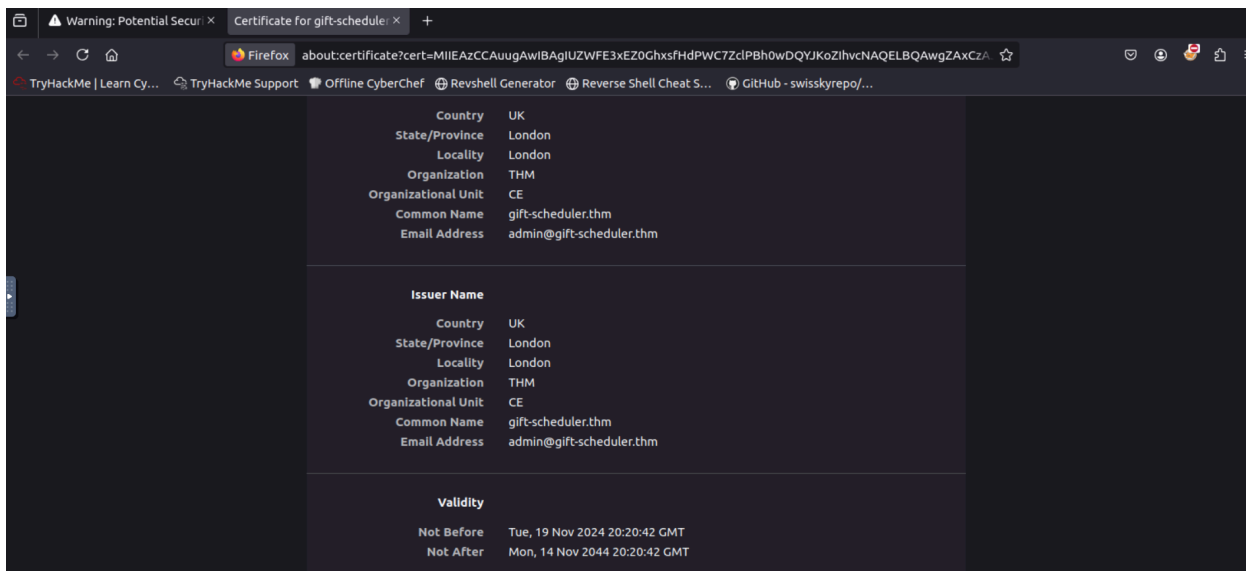 Warning: Potential Securi × Certificate for gift-scheduler × +
Firefox about:certificate?cert=MIIEAzCCAuugAwIBAgIUZWFE3xEZ0GhxsfHdPWC7ZclPBh0wDQYJKoZIhvcNAQELBQAwgZAxCzA
TryHackMe | Learn Cy... TryHackMe Support Offline CyberChef Revshell Generator Reverse Shell Cheat S... GitHub - swisskyrepo/...
Country UK
State/Province London
Locality London
Organization THM
Organizational Unit CE
Common Name gift-scheduler.thm
Email Address admin@gift-scheduler.thm
Issuer Name
Country UK
State/Province London
Locality London
Organization THM
Organizational Unit CE
Common Name gift-scheduler.thm
Email Address admin@gift-scheduler.thm
Validity
Not Before Tue, 19 Nov 2024 20:20:42 GMT
Not After Mon, 14 Nov 2044 20:20:42 GMT